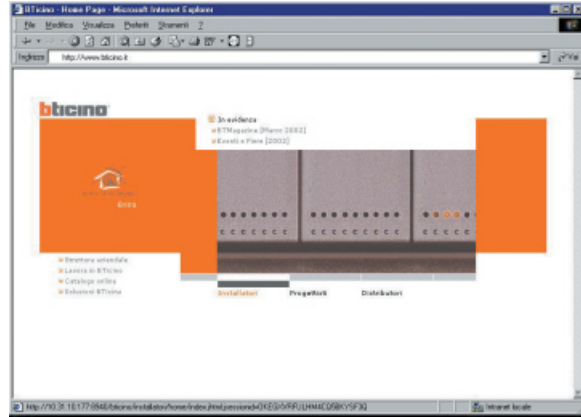 BTicino - Home Page - Microsoft Internet Explorer
File Modifica Visualizza Preferiti Strumenti ?
Indirizzo http://www.bticino.it Vai
bticino
In evidenza
BTMagazine [Marzo 2002]
Eventi e Fiere [2002]
Entra
Struttura aziendale
Lavora in BTicino
Catalogo online
Soluzioni BTicino
Installatori Progettisti Distributori
Intranet locale